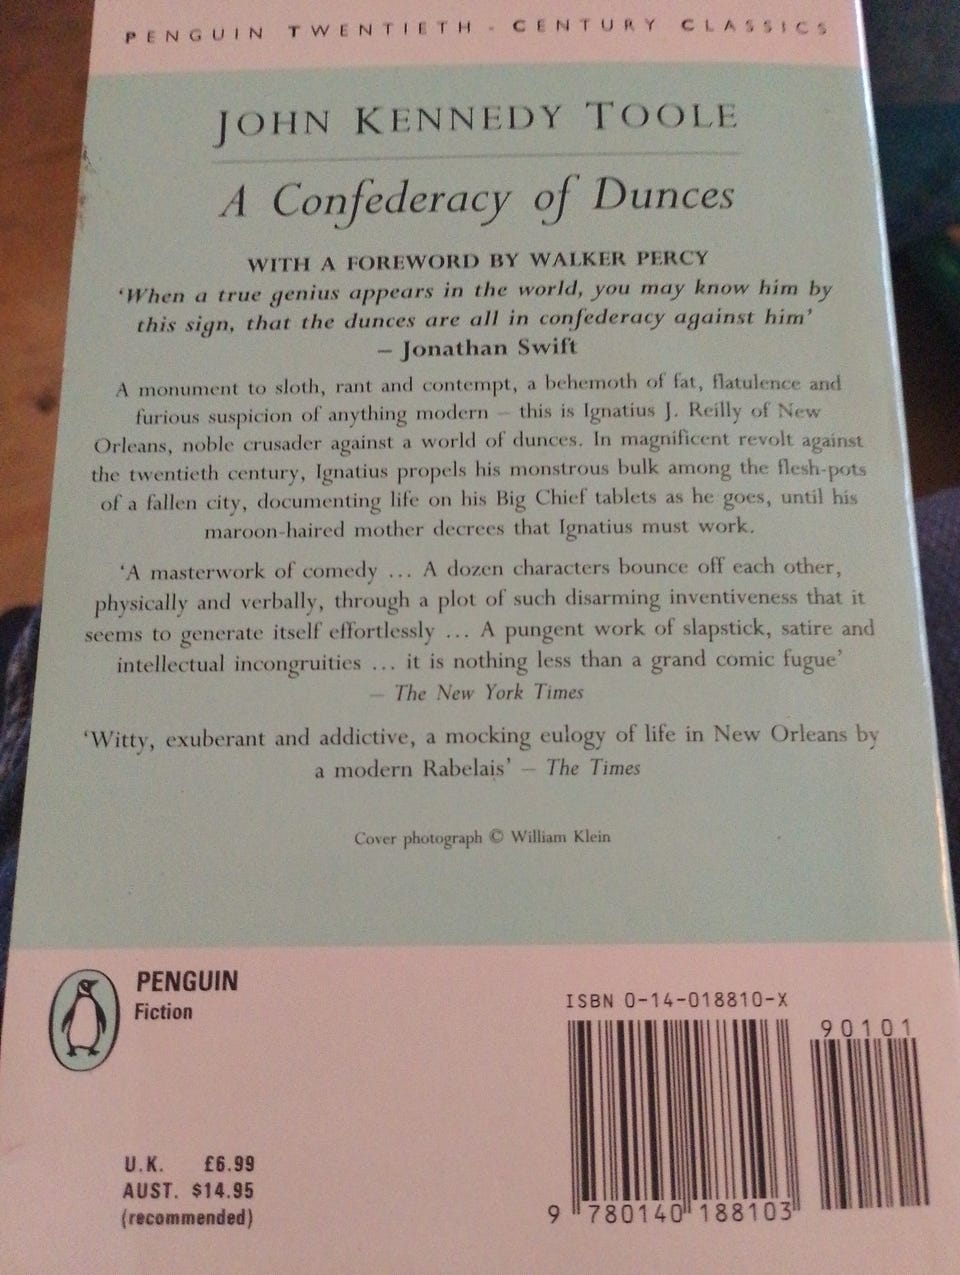 PENGUIN TWENTIETH - CENTURY CLASSICS
JOHN KENNEDY TOOLE
A Confederacy of Dunces
WITH A FOREWORD BY WALKER PERCY
‘When a true genius appears in the world, you may know him by
this sign, that the dunces are all in confederacy against him’
– Jonathan Swift
A monument to sloth, rant and contempt, a behemoth of fat, flatulence and
furious suspicion of anything modern – this is Ignatius J. Reilly of New
Orleans, noble crusader against a world of dunces. In magnificent revolt against
the twentieth century, Ignatius propels his monstrous bulk among the flesh-pots
of a fallen city, documenting life on his Big Chief tablets as he goes, until his
maroon-haired mother decrees that Ignatius must work.
‘A masterwork of comedy ... A dozen characters bounce off each other,
physically and verbally, through a plot of such disarming inventiveness that it
seems to generate itself effortlessly ... A pungent work of slapstick, satire and
intellectual incongruities ... it is nothing less than a grand comic fugue’
– The New York Times
‘Witty, exuberant and addictive, a mocking eulogy of life in New Orleans by
a modern Rabelais’ – The Times
Cover photograph © William Klein
PENGUIN
Fiction
ISBN 0-14-018810-X
90101
9 780140 188103
U.K. £6.99
AUST. $14.95
(recommended)